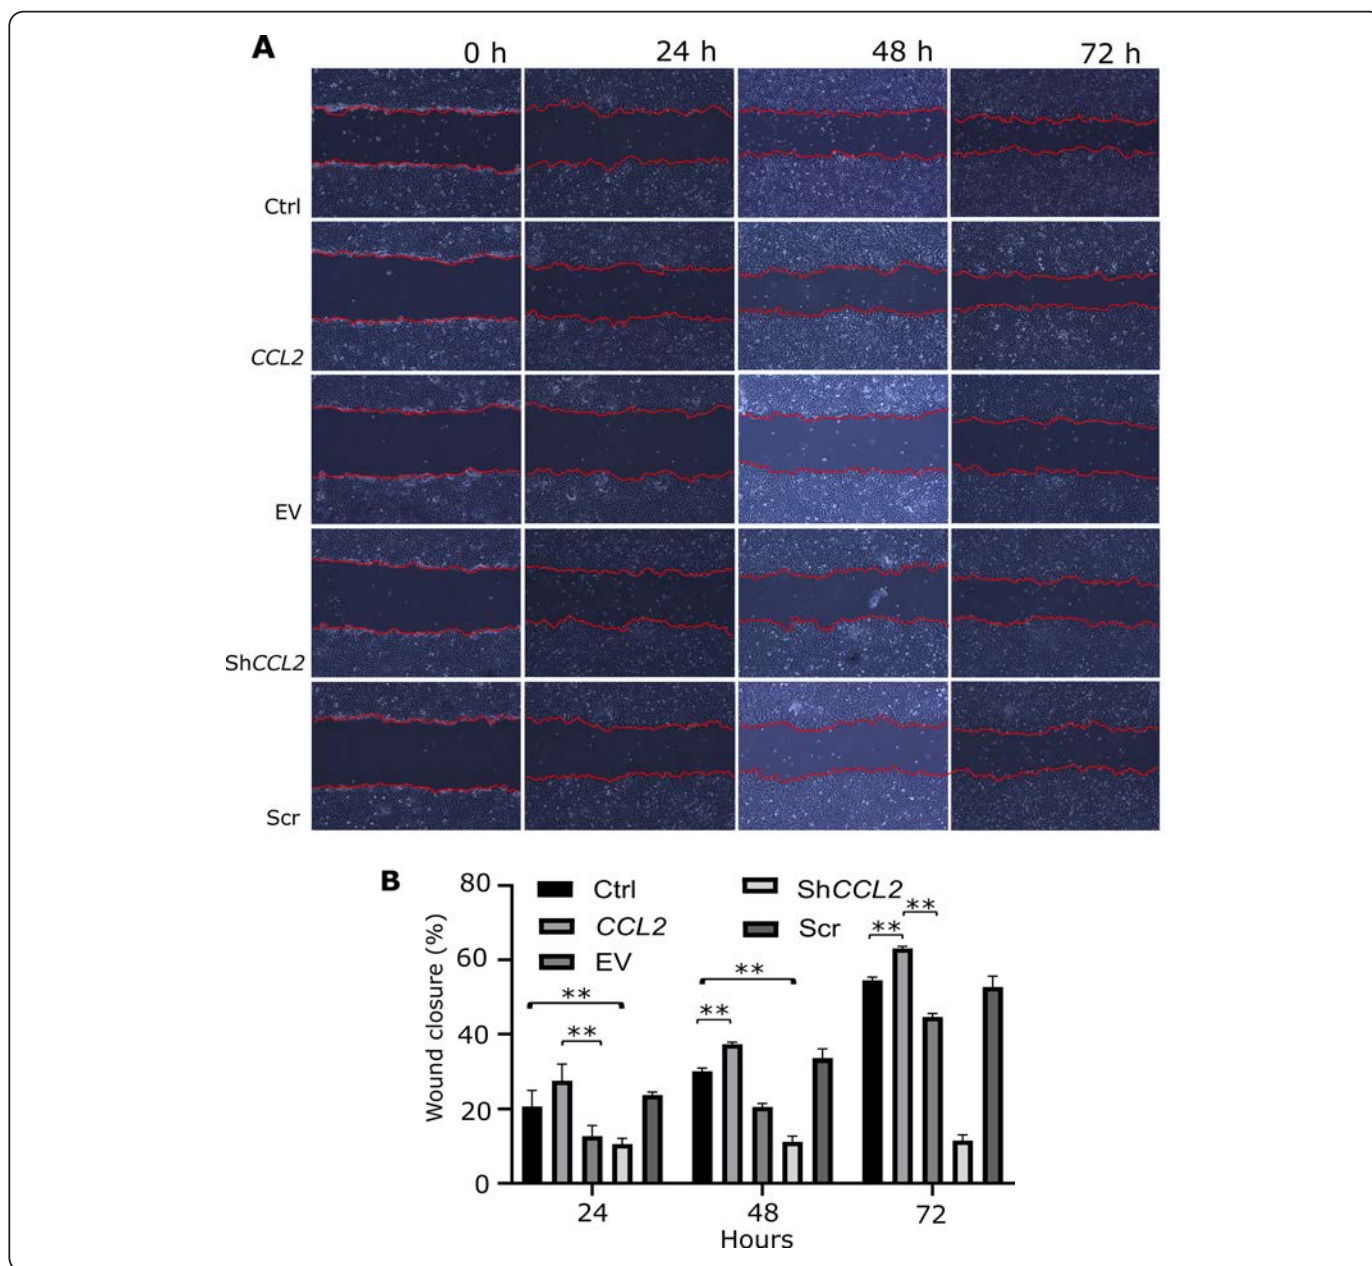 A
0 h 24 h 48 h 72 h
Ctrl
CCL2
EV
ShCCL2
Scr
B
Wound closure (%)
80
60
40
20
0
Ctrl
CCL2
EV
ShCCL2
Scr
**
**
**
**
**
**
24 48 72
Hours